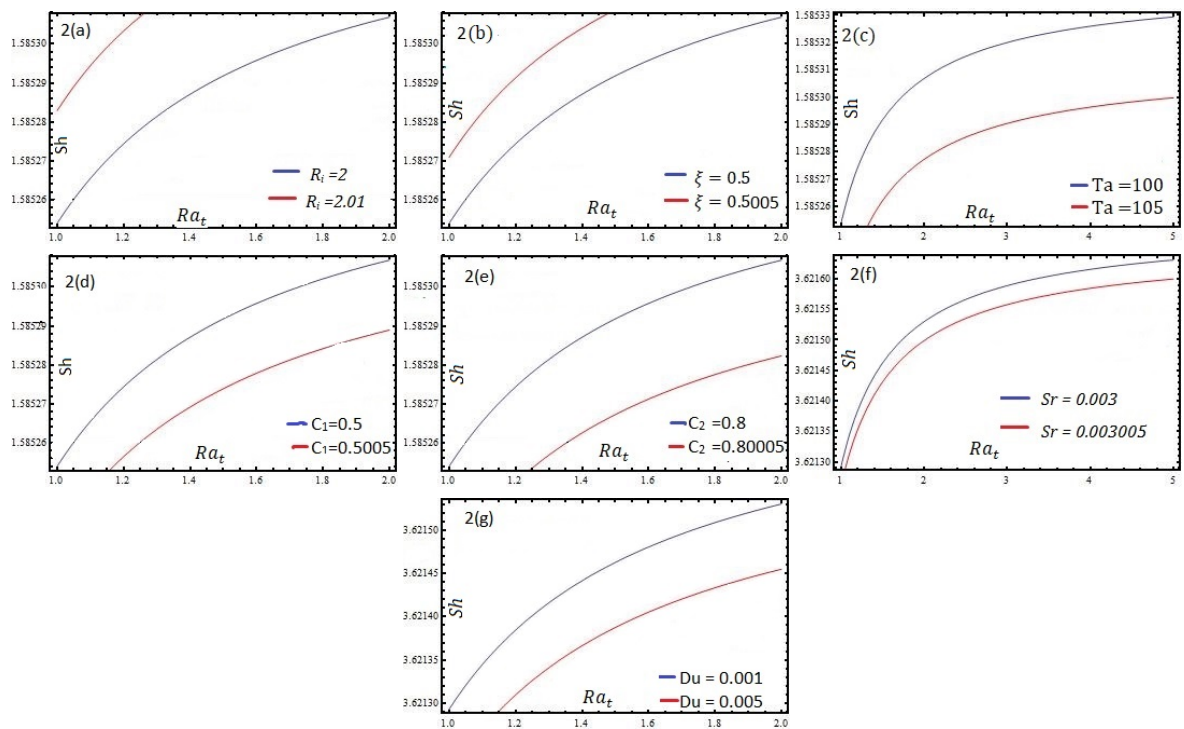 2(a)
1.58530
1.58529
1.58528
1.58527
1.58526
Sh
R_i =2
R_i =2.01
Ra_t
1.0 1.2 1.4 1.6 1.8 2.0
2(b)
1.58530
1.58529
1.58528
1.58527
1.58526
Sh
ξ = 0.5
ξ = 0.5005
Ra_t
1.0 1.2 1.4 1.6 1.8 2.0
2(c)
1.58533
1.58532
1.58531
1.58530
1.58529
1.58528
1.58527
1.58526
Sh
Ta =100
Ta =105
Ra_t
1 2 3 4 5
2(d)
1.58530
1.58529
1.58528
1.58527
1.58526
Sh
C₁=0.5
C₁=0.5005
Ra_t
1.0 1.2 1.4 1.6 1.8 2.0
2(e)
1.58530
1.58529
1.58528
1.58527
1.58526
Sh
C₂ =0.8
C₂ =0.80005
Ra_t
1.0 1.2 1.4 1.6 1.8 2.0
2(f)
3.62160
3.62155
3.62150
3.62145
3.62140
3.62135
3.62130
Sh
Sr = 0.003
Sr = 0.003005
Ra_t
1 2 3 4 5
2(g)
3.62150
3.62145
3.62140
3.62135
3.62130
Sh
Du = 0.001
Du = 0.005
Ra_t
1.0 1.2 1.4 1.6 1.8 2.0